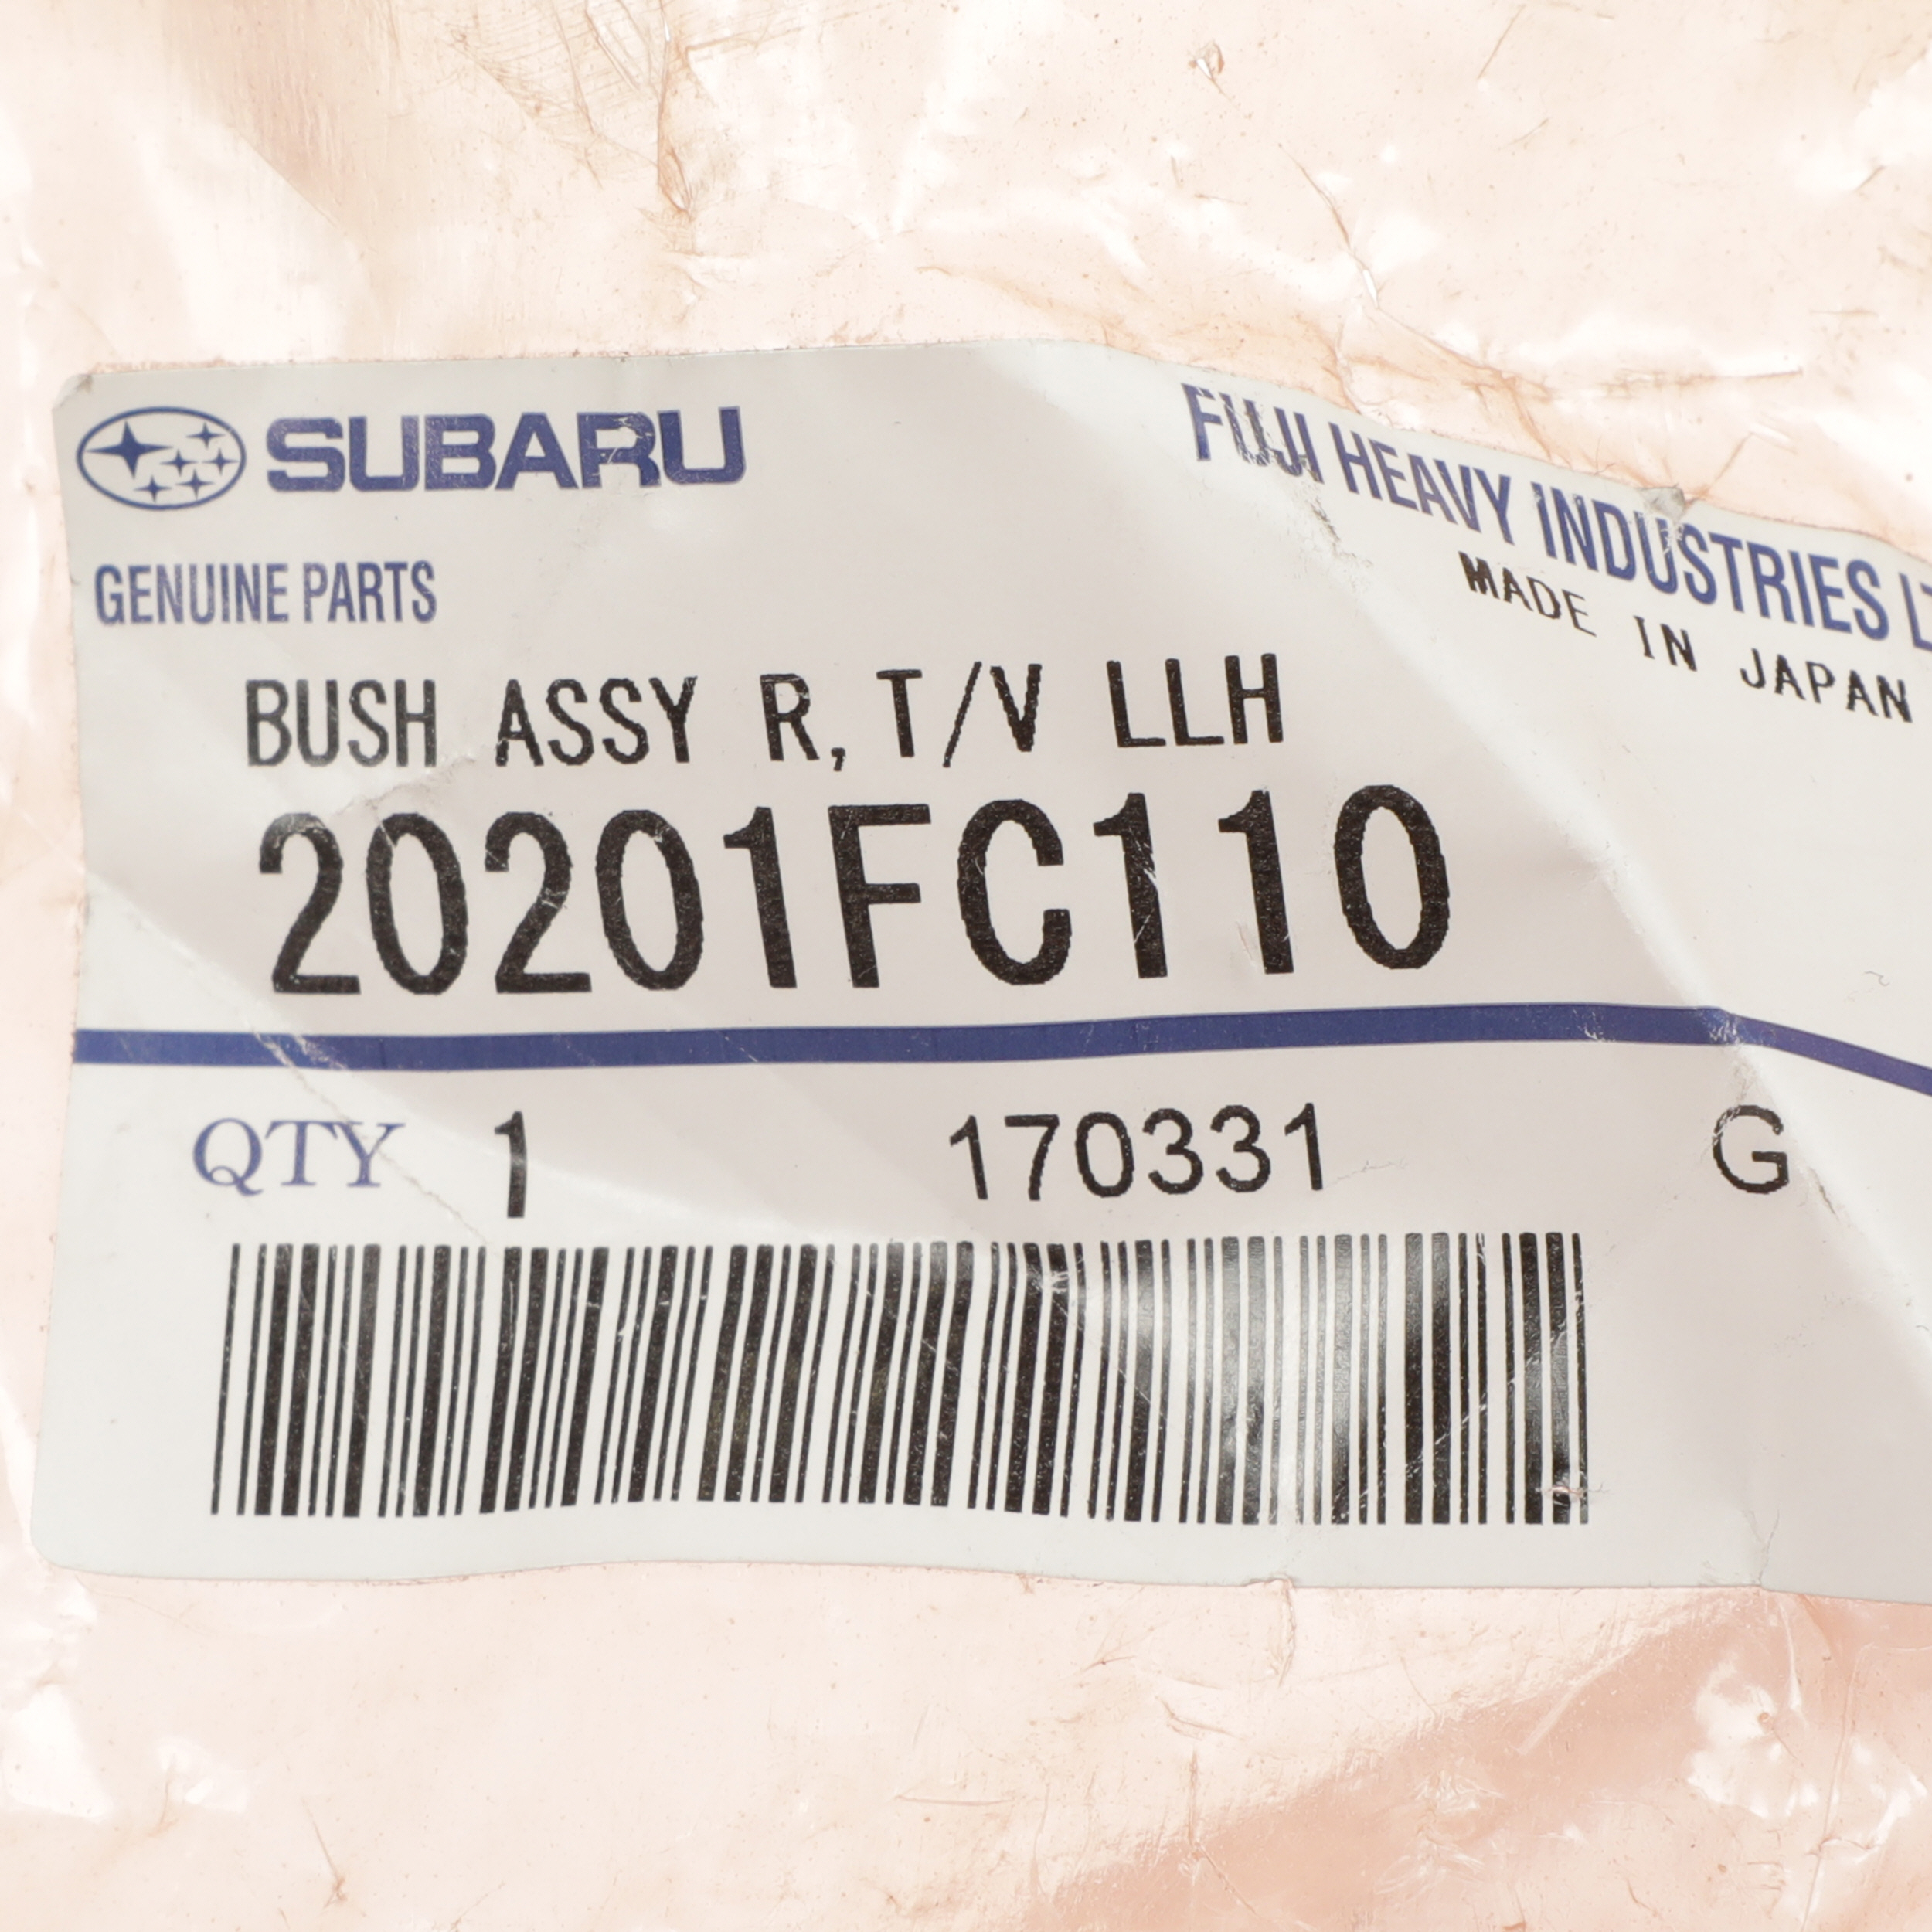 SUBARU
FUJI HEAVY INDUSTRIES
MADE IN JAPAN
GENUINE PARTS
BUSH ASSY R, T/V LLH
20201FC110
QTY 1 170331 G